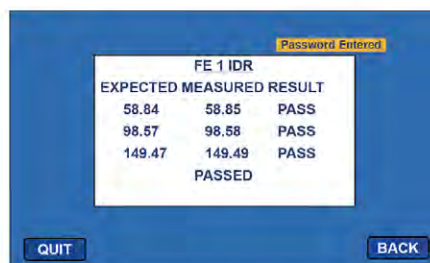 Password Entered
FE 1 IDR
EXPECTED MEASURED RESULT
58.84 58.85 PASS
98.57 98.58 PASS
149.47 149.49 PASS
PASSED
QUIT BACK